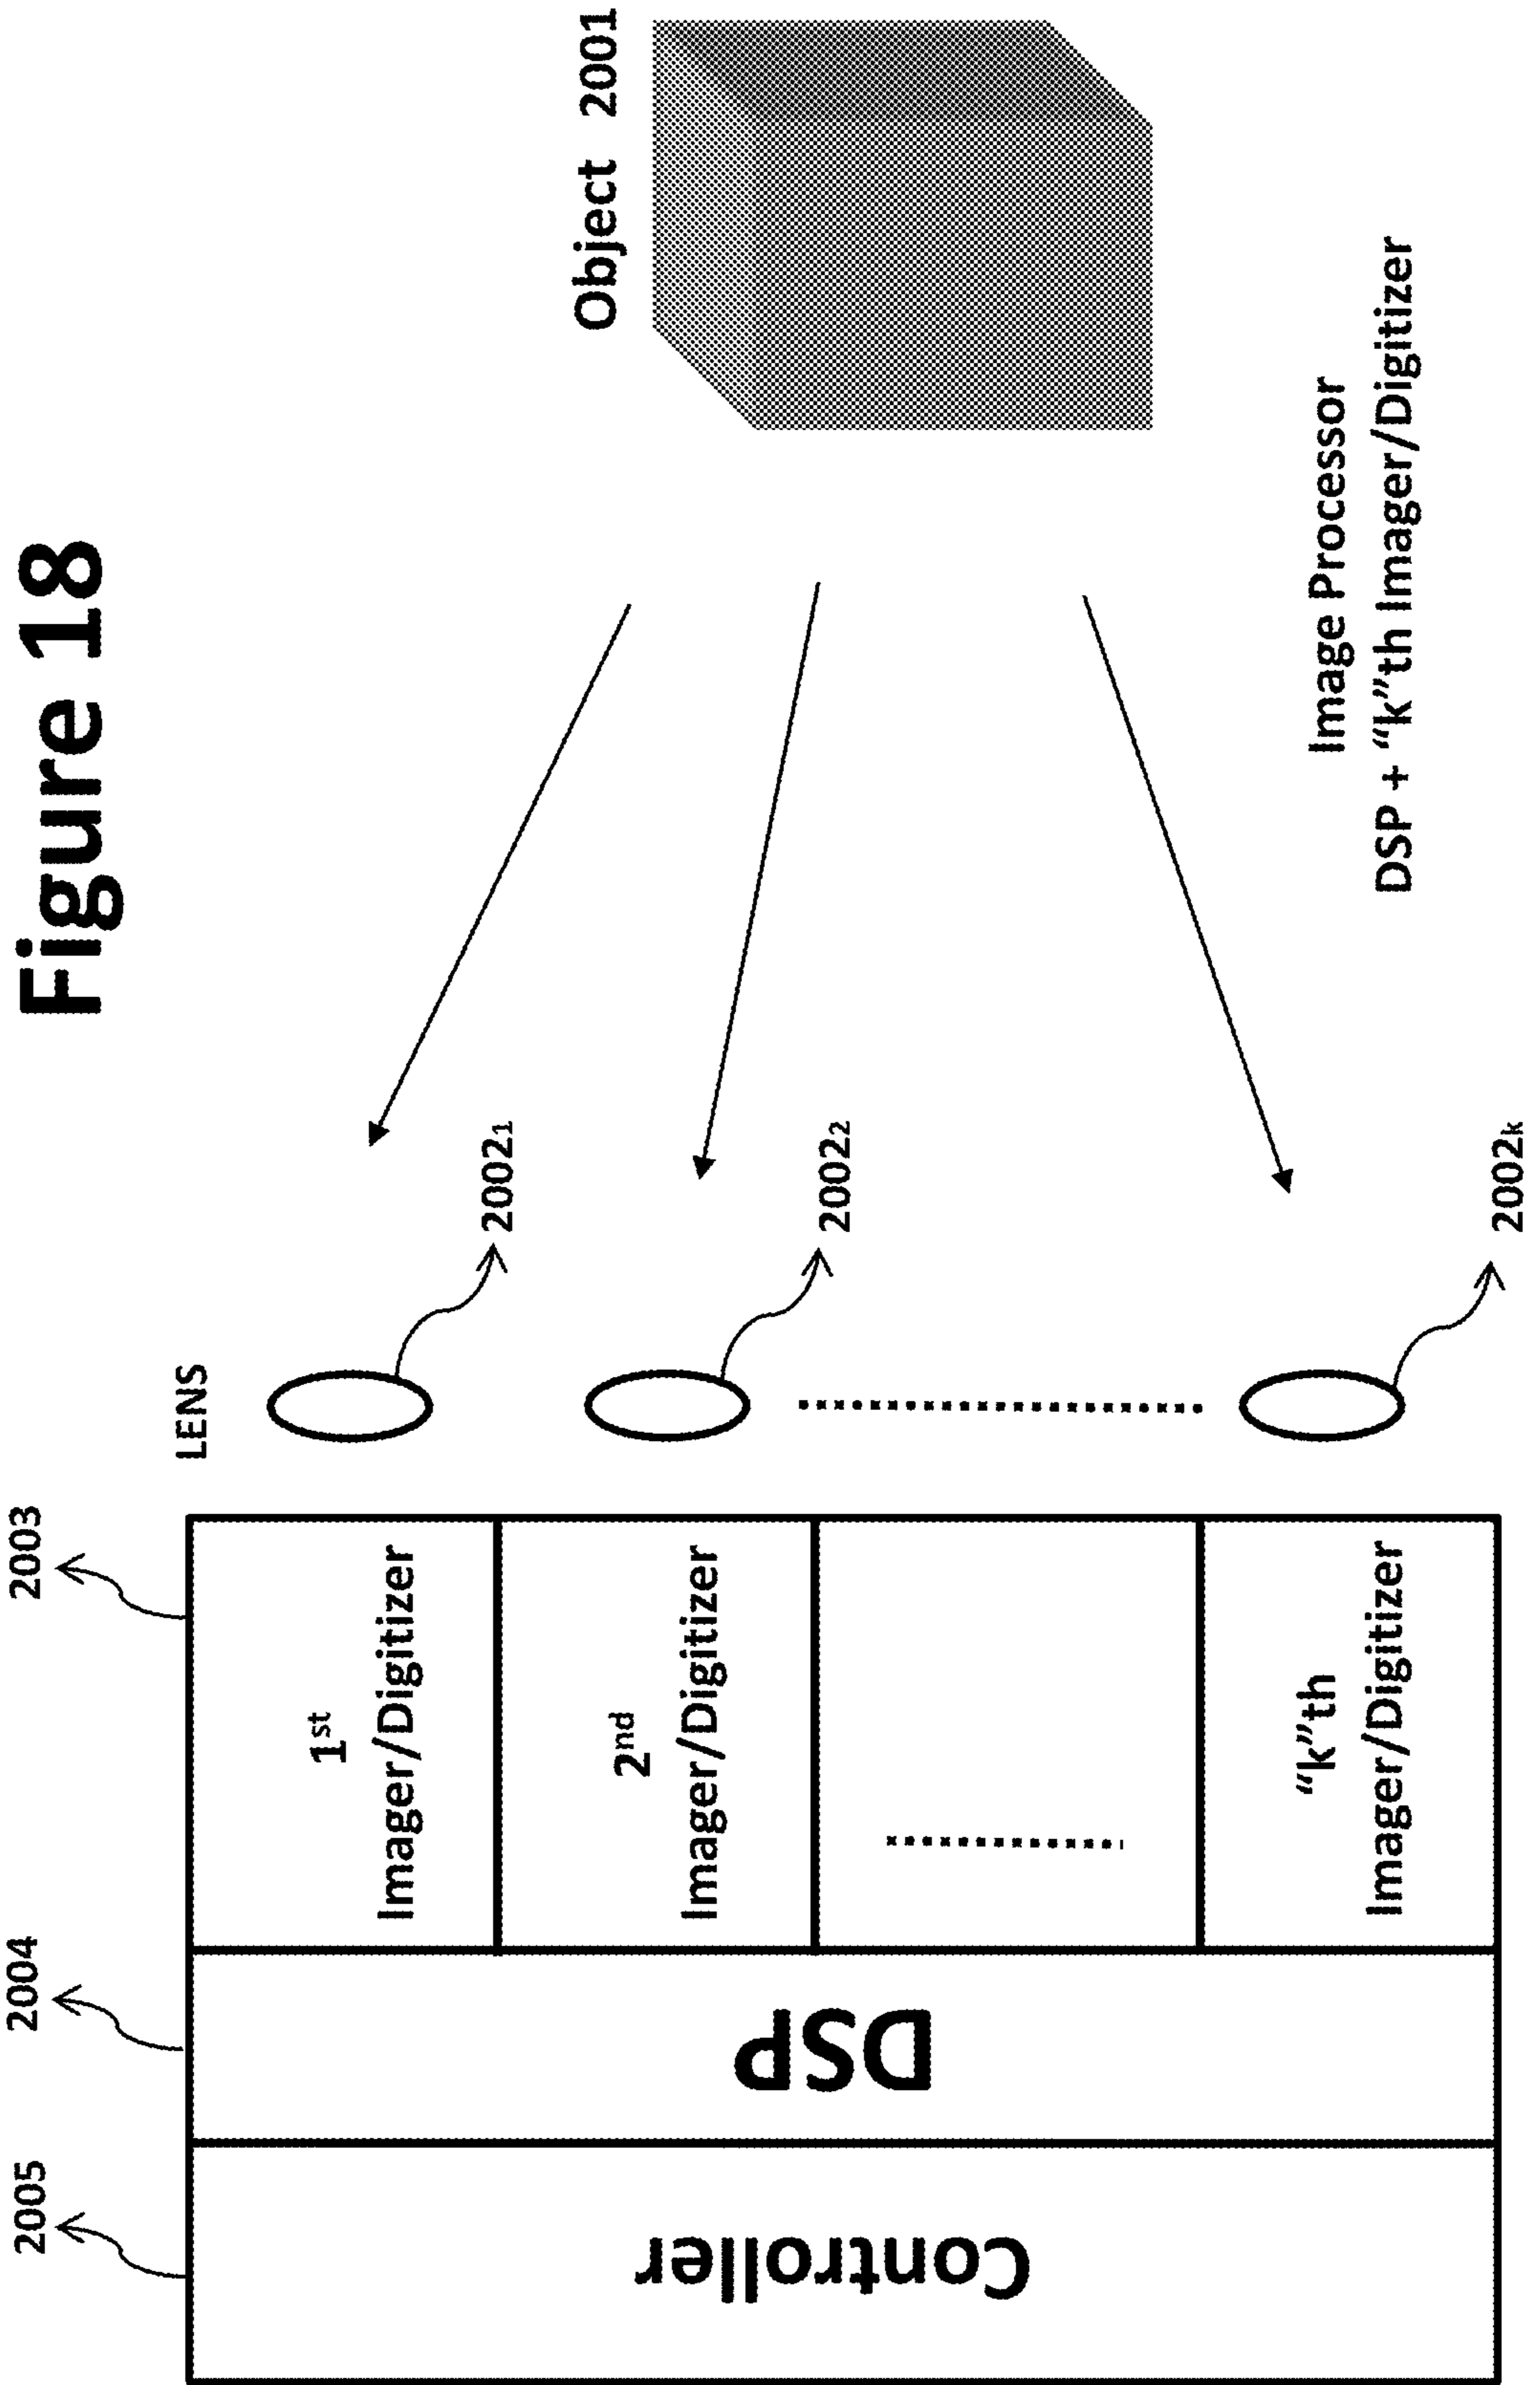 Figure 18
2005
2004
2003
LENS
Object 2001
Controller
DSP
1st
Imager/Digitizer
2nd
Imager/Digitizer
"k"th
Imager/Digitizer
2002₁
2002₂
2002ₖ
Image Processor
DSP + "k"th Imager/Digitizer